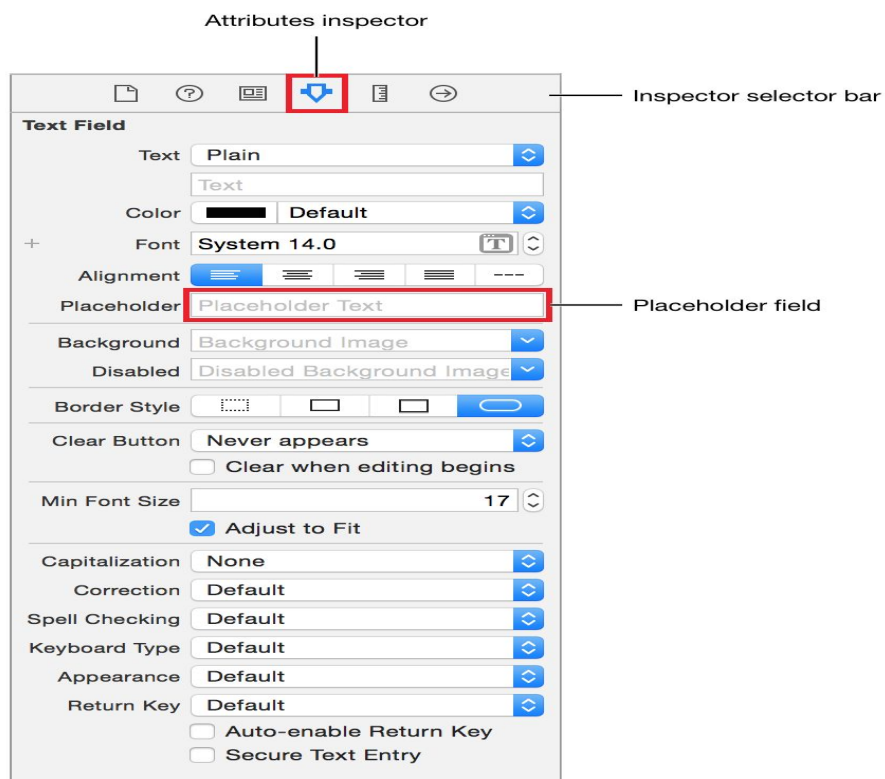 Attributes inspector
Inspector selector bar
Text Field
Text Plain
Text
Color Default
+ Font System 14.0 T
Alignment ---
Placeholder Placeholder Text
Placeholder field
Background Background Image
Disabled Disabled Background Image
Border Style
Clear Button Never appears
Clear when editing begins
Min Font Size 17
Adjust to Fit
Capitalization None
Correction Default
Spell Checking Default
Keyboard Type Default
Appearance Default
Return Key Default
Auto-enable Return Key
Secure Text Entry